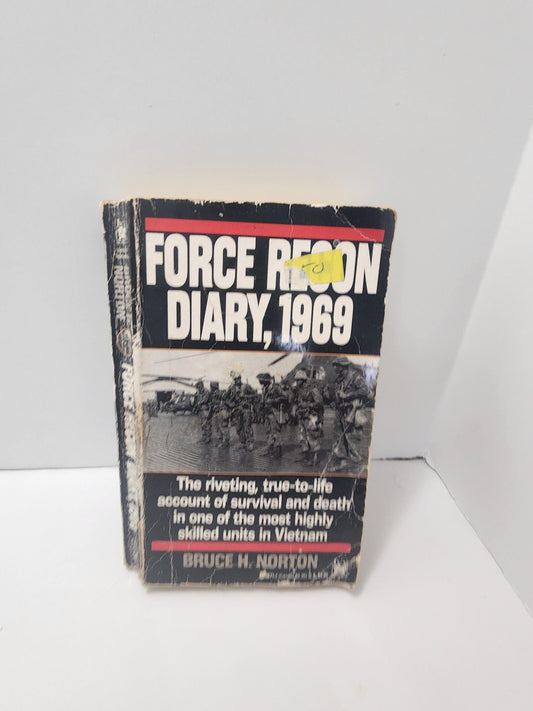 FORCE RECON
DIARY, 1969
The riveting, true-to-life
account of survival and death
in one of the most highly
skilled units in Vietnam
BRUCE H. NORTON
NORTON